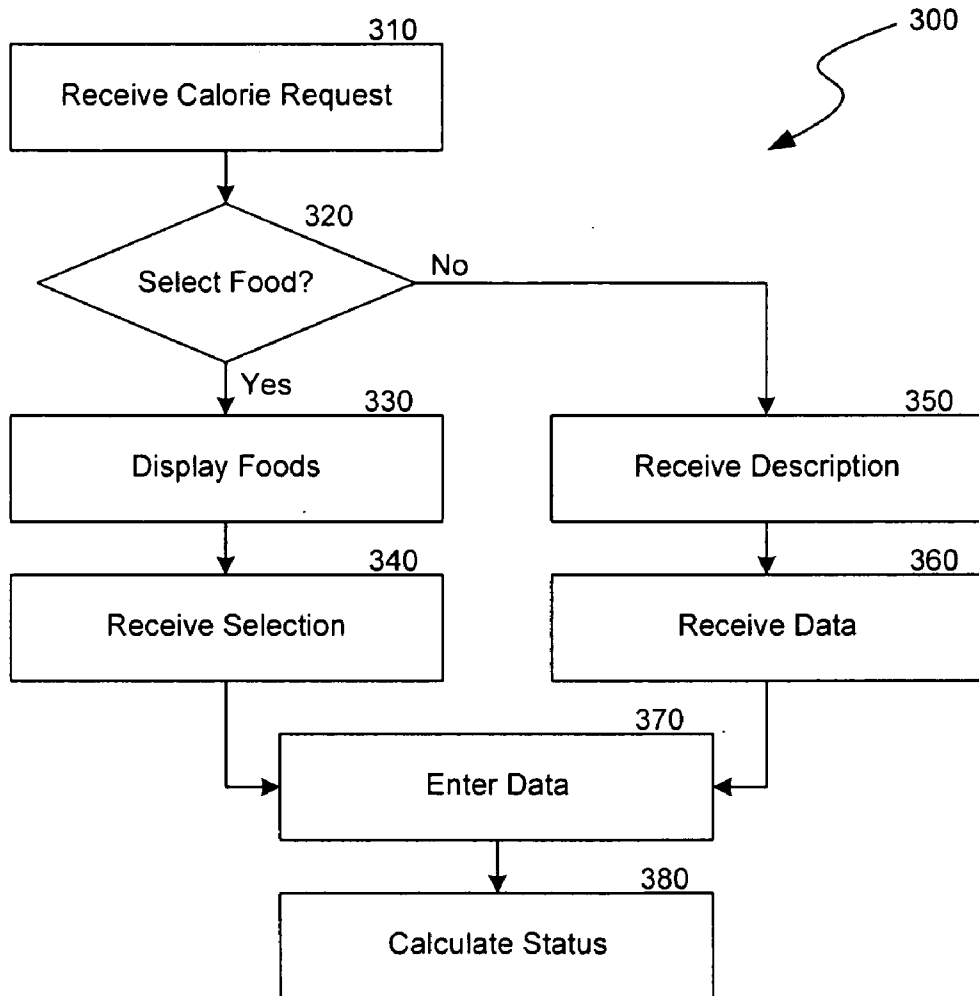 300
310
Receive Calorie Request
320
Select Food?
No
Yes
330
Display Foods
350
Receive Description
340
Receive Selection
360
Receive Data
370
Enter Data
380
Calculate Status